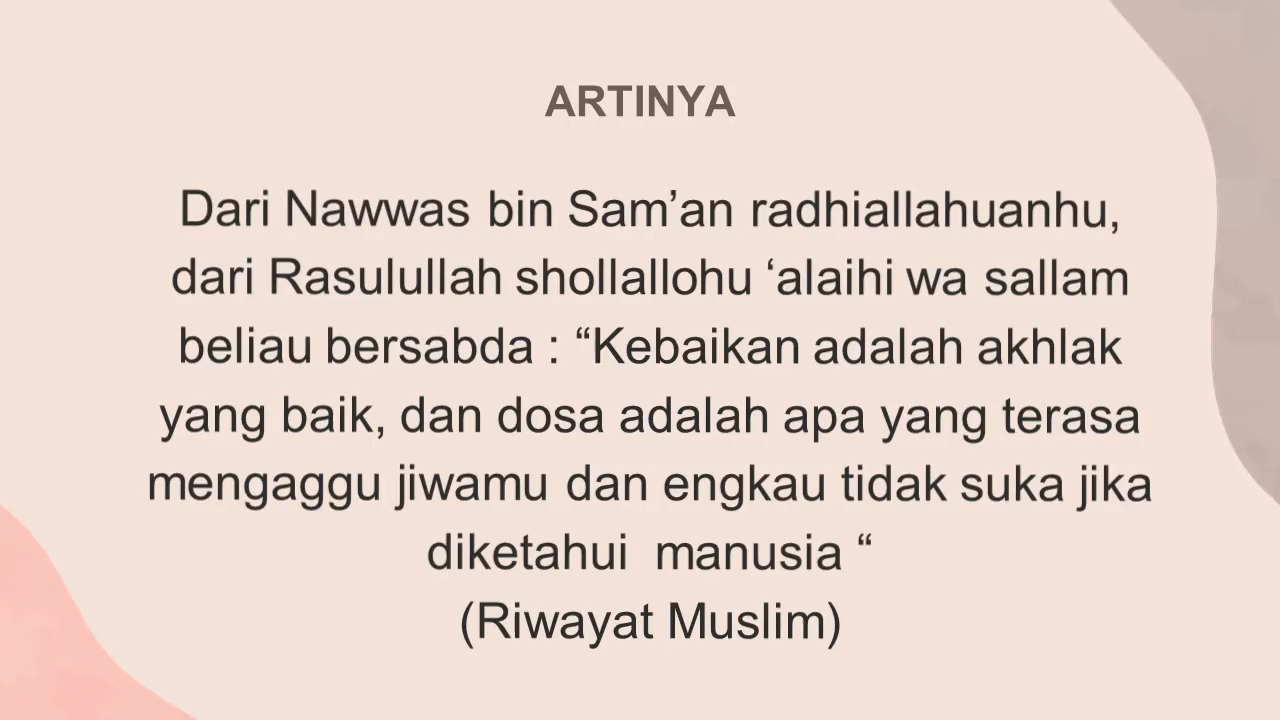 ARTINYA
Dari Nawwas bin Sam’an radhiallahuanhu,
dari Rasulullah shollallohu ‘alaihi wa sallam
beliau bersabda : “Kebaikan adalah akhlak
yang baik, dan dosa adalah apa yang terasa
mengaggu jiwamu dan engkau tidak suka jika
diketahui  manusia “
(Riwayat Muslim)